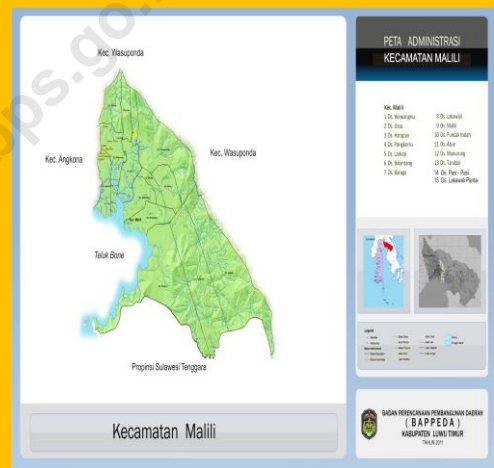 bps.go.
Kec. Wasuponda
Kec. Angkona
Kec. Wasuponda
Teluk Bone
Propinsi Sulawesi Tenggara
Kecamatan Malili
PETA ADMINISTRASI
KECAMATAN MALILI
Kec. Malili
1 Ds. Wewangriu
2 Ds. Ussu
3 Ds. Harapan
4 Ds. Pongkeru
5 Ds. Laskap
6 Ds. Balantang
7 Ds. Baruga
8 Ds. Lakawali
9 Ds. Malili
10 Ds. Puncak Indah
11 Ds. Atue
12 Ds. Manurung
13 Ds. Tarabbi
14 Ds. Pasi - Pasi
15 Ds. Lakawali Pantai
Legend
BADAN PERENCANAAN PEMBANGUNAN DAERAH
( BAPPEDA )
KABUPATEN LUWU TIMUR
TAHUN 2011